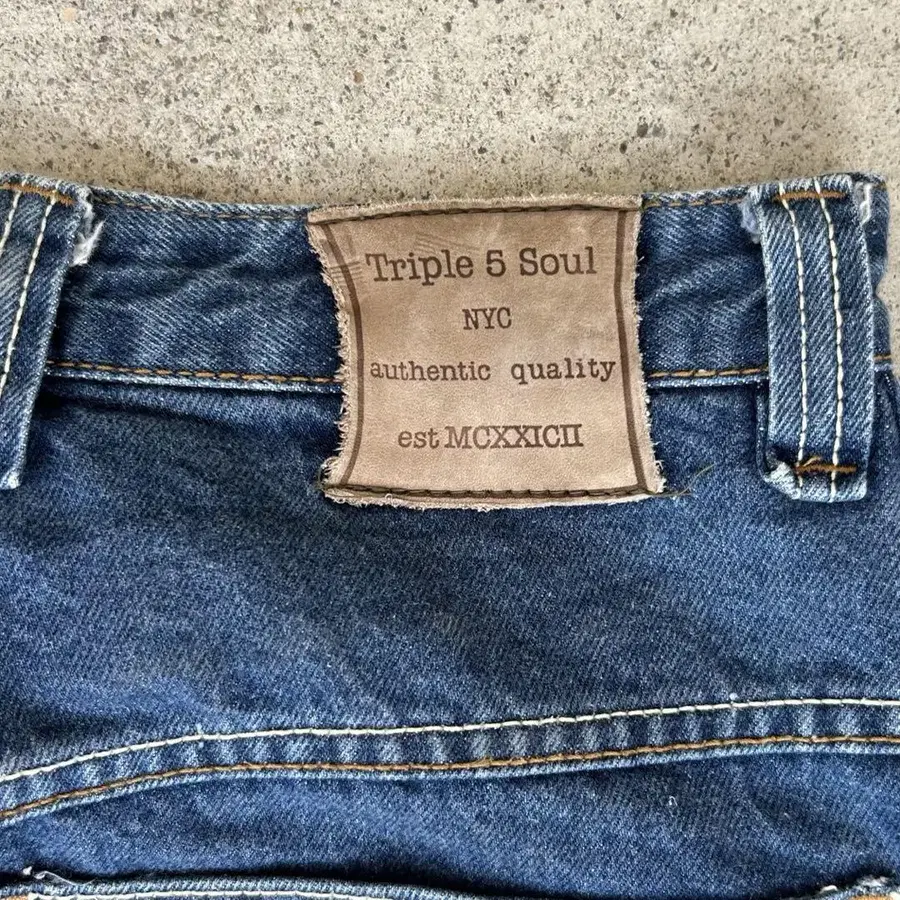 Triple 5 Soul
NYC
authentic quality
est MCXXICII